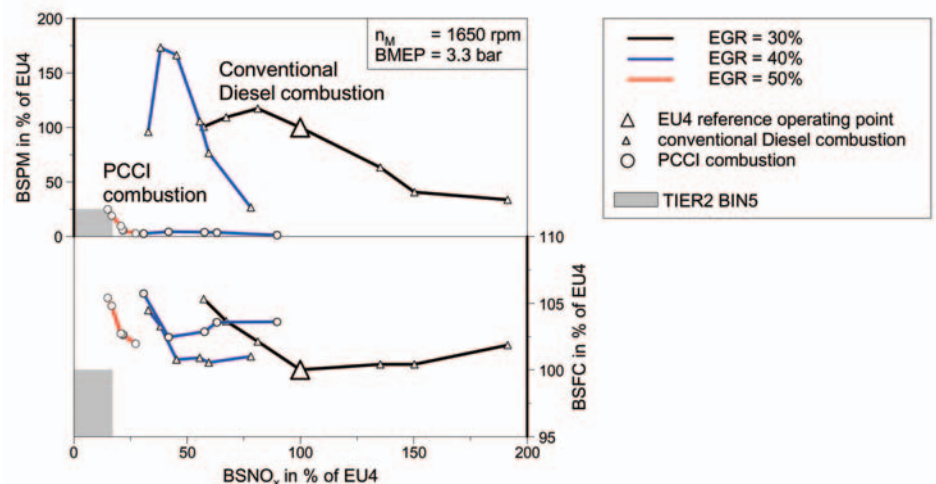 200
150
100
50
0
BSPM in % of EU4
n_M = 1650 rpm
BMEP = 3.3 bar
Conventional
Diesel combustion
PCCI
combustion
110
105
100
95
BSFC in % of EU4
0 50 100 150 200
BSNOₓ in % of EU4
EGR = 30%
EGR = 40%
EGR = 50%
EU4 reference operating point
conventional Diesel combustion
PCCI combustion
TIER2 BIN5